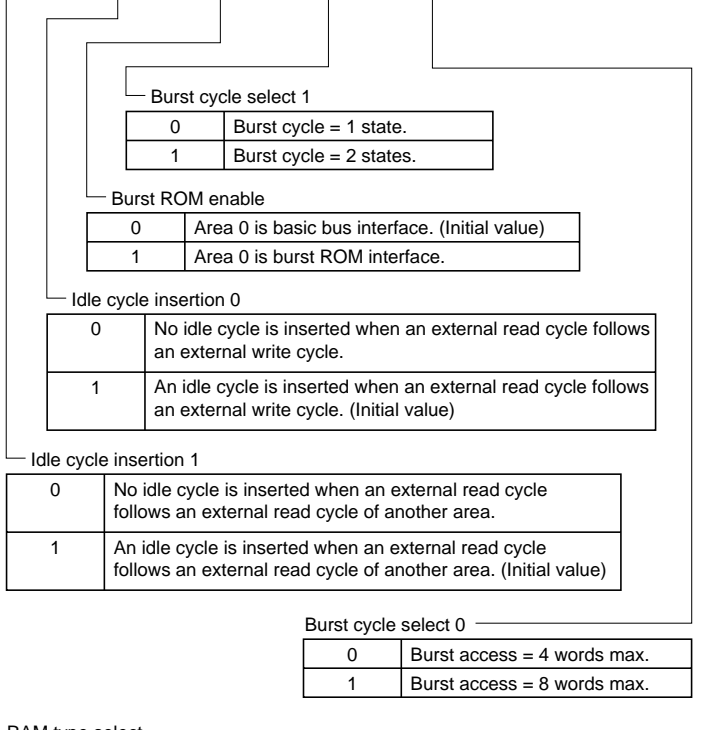 Burst cycle select 1
0 Burst cycle = 1 state.
1 Burst cycle = 2 states.
Burst ROM enable
0 Area 0 is basic bus interface. (Initial value)
1 Area 0 is burst ROM interface.
Idle cycle insertion 0
0 No idle cycle is inserted when an external read cycle follows
an external write cycle.
1 An idle cycle is inserted when an external read cycle follows
an external write cycle. (Initial value)
Idle cycle insertion 1
0 No idle cycle is inserted when an external read cycle
follows an external read cycle of another area.
1 An idle cycle is inserted when an external read cycle
follows an external read cycle of another area. (Initial value)
Burst cycle select 0
0 Burst access = 4 words max.
1 Burst access = 8 words max.
type select